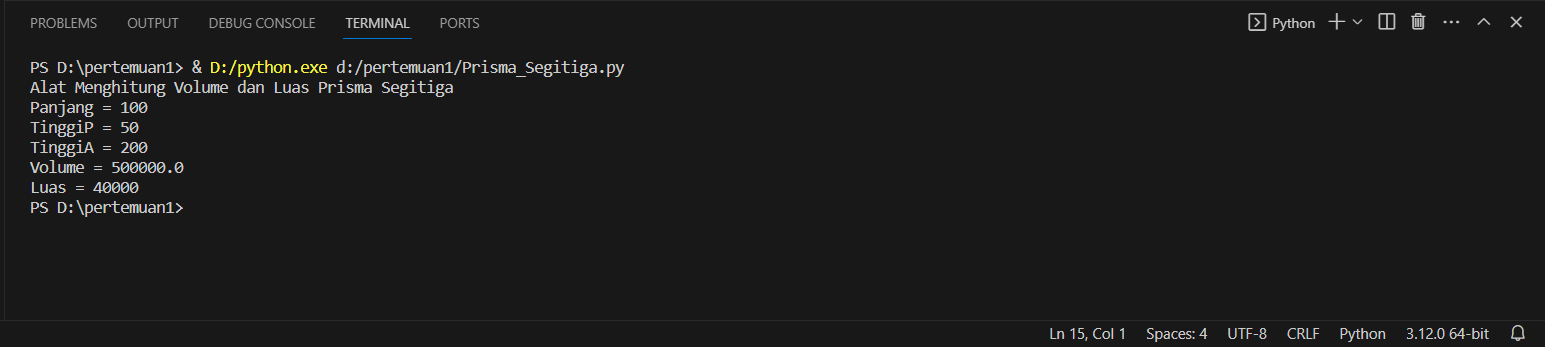 PROBLEMS OUTPUT DEBUG CONSOLE TERMINAL PORTS Python
PS D:\pertemuan1> & D:/python.exe d:/pertemuan1/Prisma_Segitiga.py
Alat Menghitung Volume dan Luas Prisma Segitiga
Panjang = 100
TinggiP = 50
TinggiA = 200
Volume = 500000.0
Luas = 40000
PS D:\pertemuan1>
Ln 15, Col 1 Spaces: 4 UTF-8 CRLF Python 3.12.0 64-bit